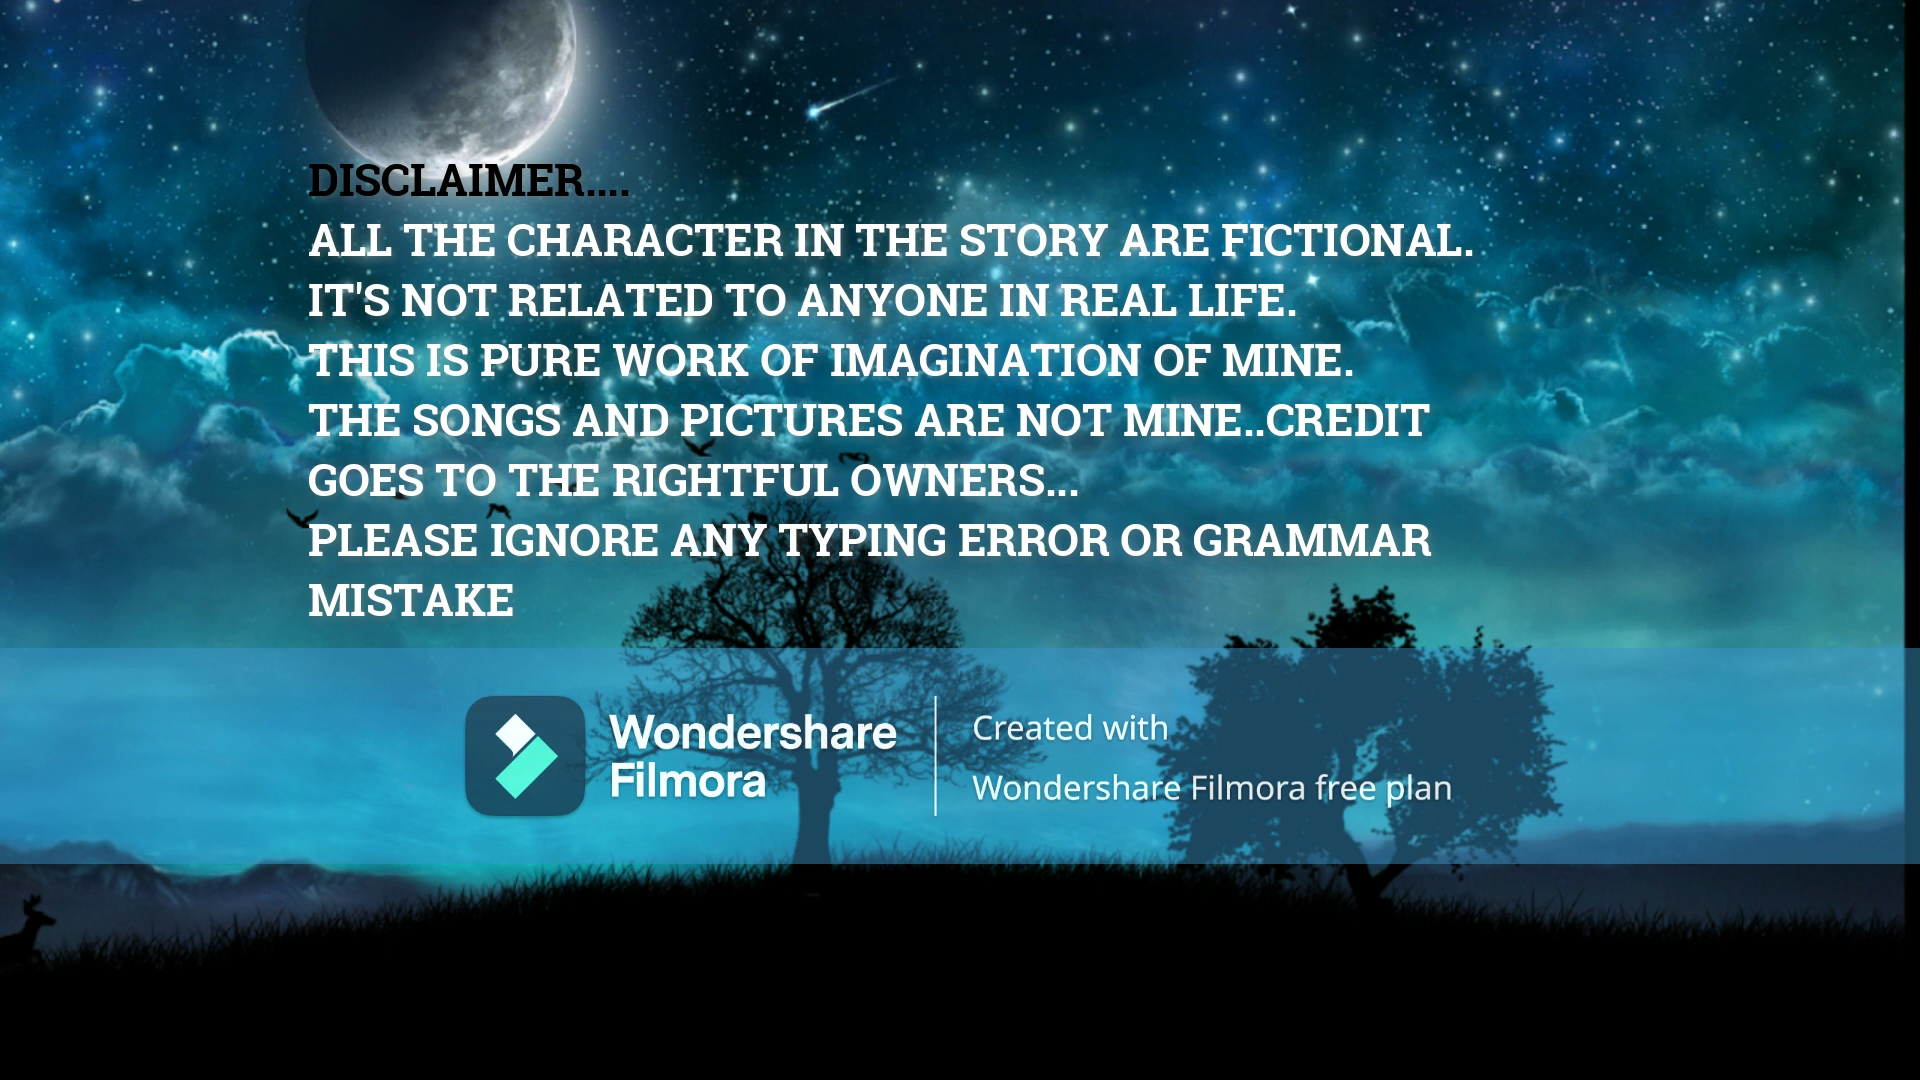 DISCLAIMER....
ALL THE CHARACTER IN THE STORY ARE FICTIONAL.
IT'S NOT RELATED TO ANYONE IN REAL LIFE.
THIS IS PURE WORK OF IMAGINATION OF MINE.
THE SONGS AND PICTURES ARE NOT MINE..CREDIT
GOES TO THE RIGHTFUL OWNERS...
PLEASE IGNORE ANY TYPING ERROR OR GRAMMAR
MISTAKE
Wondershare
Filmora
Created with
Wondershare Filmora free plan